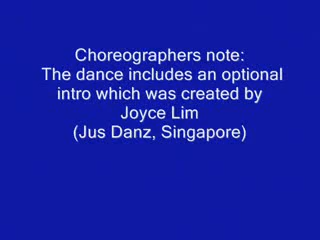 Choreographers note:
The dance includes an optional
intro which was created by
Joyce Lim
(Jus Danz, Singapore)